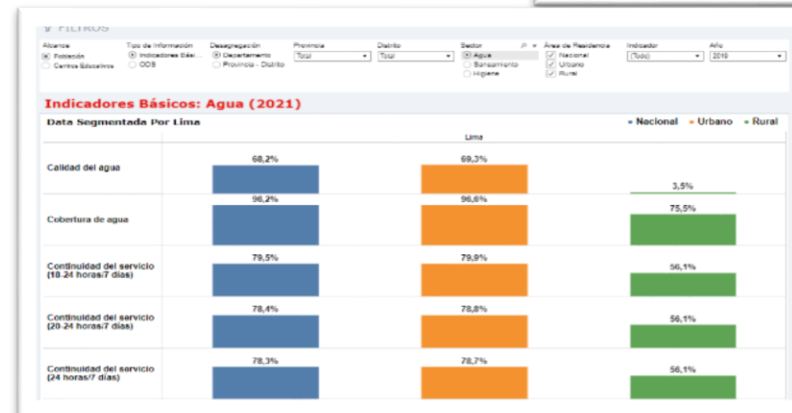 FILTROS
Alcance Tipo de Información Desagregación Provincia Distrito Sector Área de Residencia Indicador Año
Población Indicadores Bási... Departamento Total Total Agua Nacional (Todo) 2019
Centros Educativos ODS Provincia - Distrito Saneamiento Urbano
Higiene Rural
Indicadores Básicos: Agua (2021)
Data Segmentada Por Lima Nacional Urbano Rural
Lima
Calidad del agua 68,2% 69,3% 3,5%
Cobertura de agua 96,2% 96,6% 75,5%
Continuidad del servicio
(18-24 horas/7 días) 79,5% 79,9% 56,1%
Continuidad del servicio
(20-24 horas/7 días) 78,4% 78,8% 56,1%
Continuidad del servicio
(24 horas/7 días) 78,3% 78,7% 56,1%